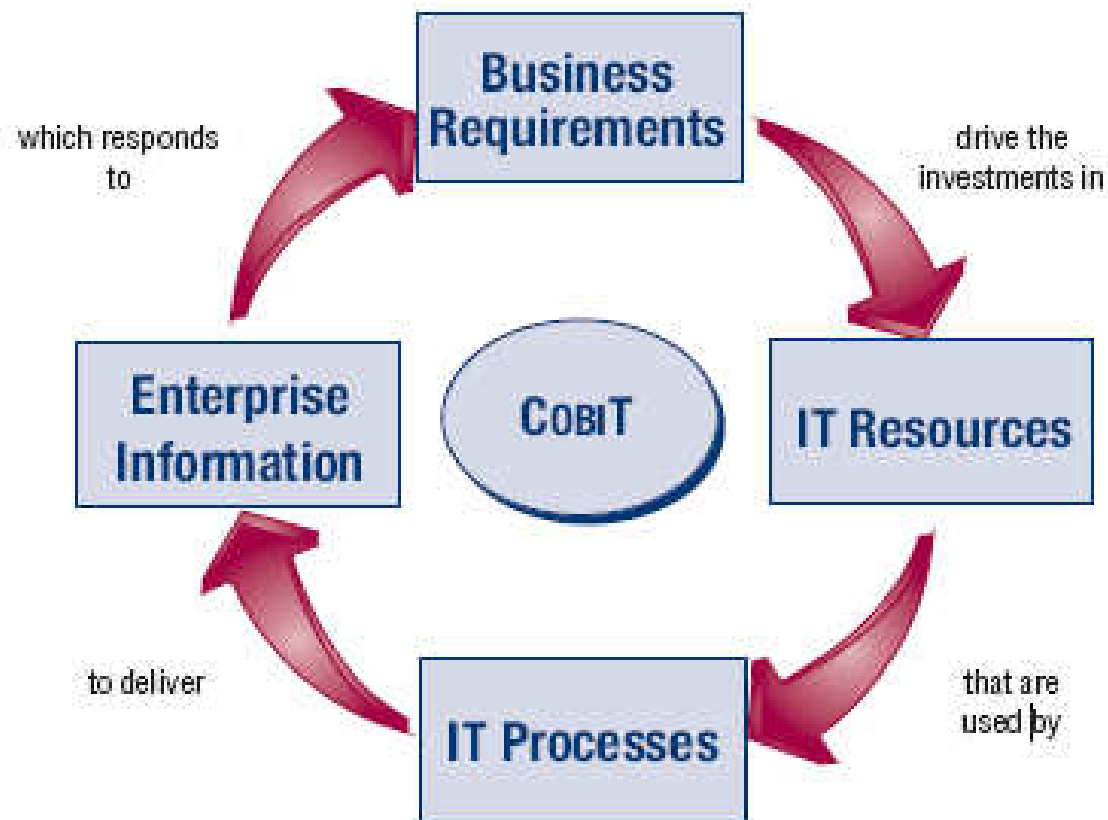 Business
Requirements
which responds
to
drive the
investments in
Enterprise
Information
COBIT
IT Resources
to deliver
that are
used by
IT Processes